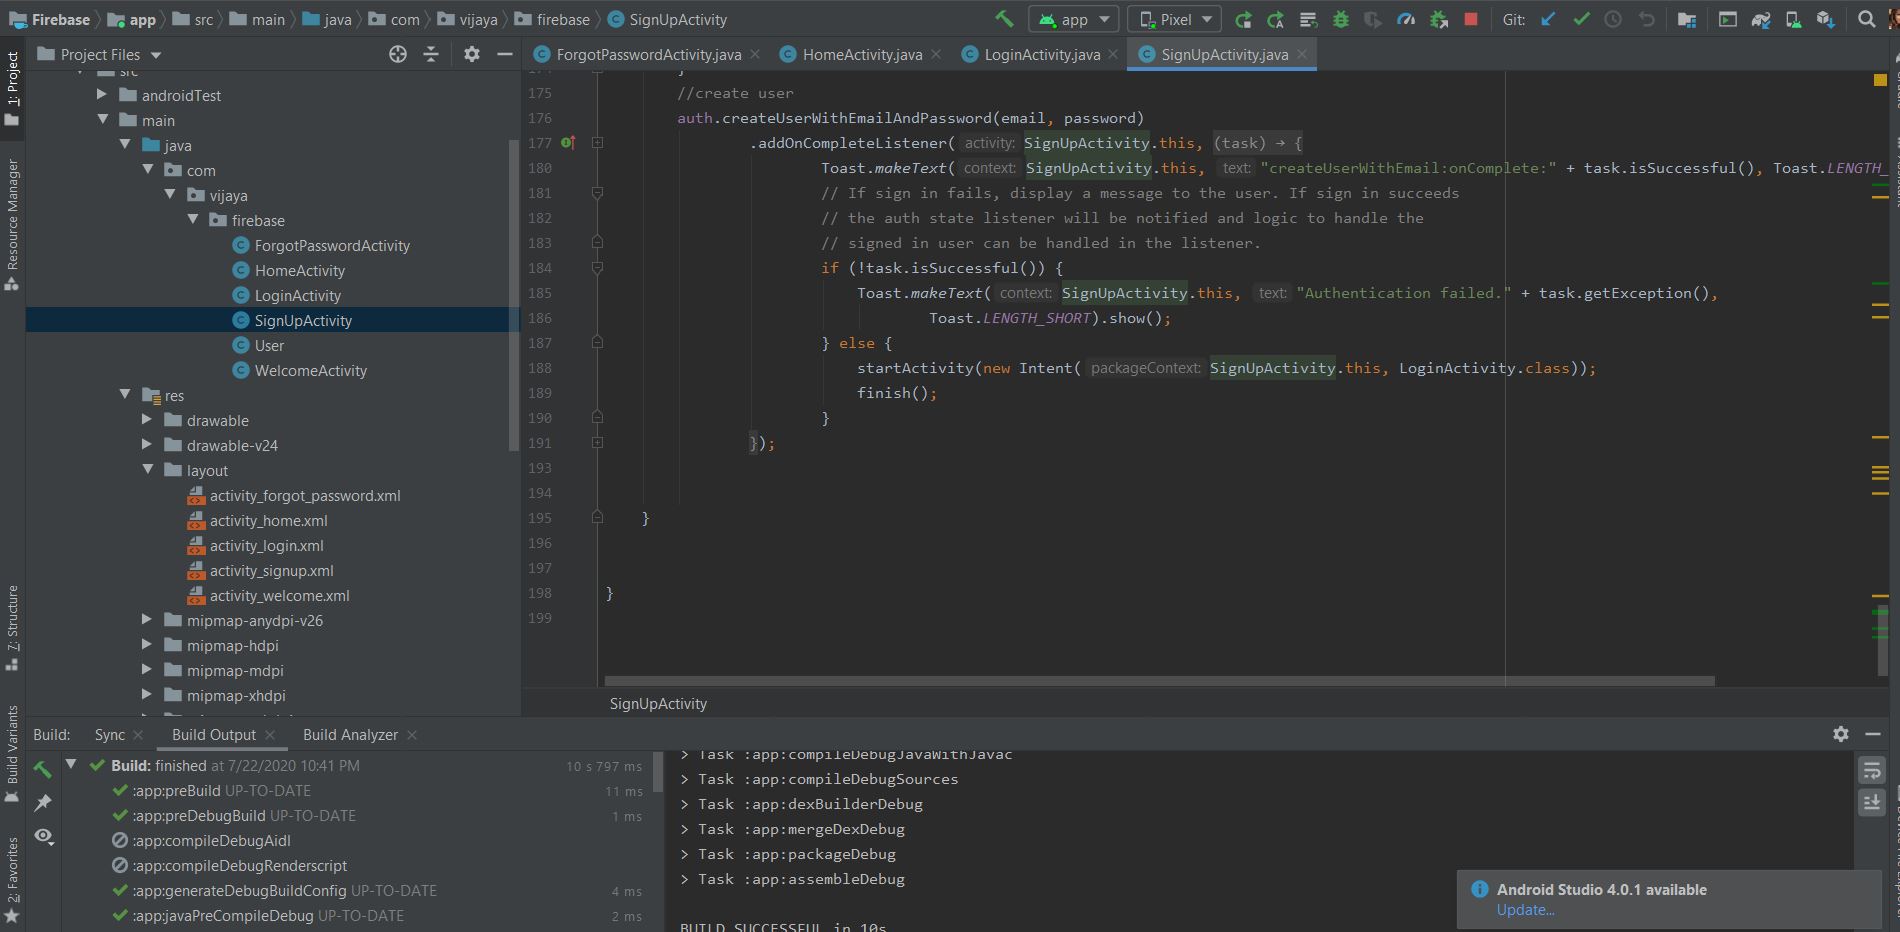 Firebase app src main java com vijaya firebase SignUpActivity app Pixel Git:
1: Project
Resource Manager
7: Structure
Build Variants
2: Favorites
Project Files
src
androidTest
main
java
com
vijaya
firebase
ForgotPasswordActivity
HomeActivity
LoginActivity
SignUpActivity
User
WelcomeActivity
res
drawable
drawable-v24
layout
activity_forgot_password.xml
activity_home.xml
activity_login.xml
activity_signup.xml
activity_welcome.xml
mipmap-anydpi-v26
mipmap-hdpi
mipmap-mdpi
mipmap-xhdpi
ForgotPasswordActivity.java HomeActivity.java LoginActivity.java SignUpActivity.java
175 //create user
176 auth.createUserWithEmailAndPassword(email, password)
177 .addOnCompleteListener( activity: SignUpActivity.this, (task) → {
180 Toast.makeText( context: SignUpActivity.this, text: "createUserWithEmail:onComplete:" + task.isSuccessful(), Toast.LENGTH_
181 // If sign in fails, display a message to the user. If sign in succeeds
182 // the auth state listener will be notified and logic to handle the
183 // signed in user can be handled in the listener.
184 if (!task.isSuccessful()) {
185 Toast.makeText( context: SignUpActivity.this, text: "Authentication failed." + task.getException(),
186 Toast.LENGTH_SHORT).show();
187 } else {
188 startActivity(new Intent( packageContext: SignUpActivity.this, LoginActivity.class));
189 finish();
190 }
191 });
193
194
195 }
196
197
198 }
199
SignUpActivity
Build: Sync Build Output Build Analyzer
Build: finished at 7/22/2020 10:41 PM 10 s 797 ms
:app:preBuild UP-TO-DATE 11 ms
:app:preDebugBuild UP-TO-DATE 1 ms
:app:compileDebugAidl
:app:compileDebugRenderscript
:app:generateDebugBuildConfig UP-TO-DATE 4 ms
:app:javaPreCompileDebug UP-TO-DATE 2 ms
> Task :app:compileDebugJavaWithJavac
> Task :app:compileDebugSources
> Task :app:dexBuilderDebug
> Task :app:mergeDexDebug
> Task :app:packageDebug
> Task :app:assembleDebug
BUILD SUCCESSFUL in 10s
Android Studio 4.0.1 available
Update...